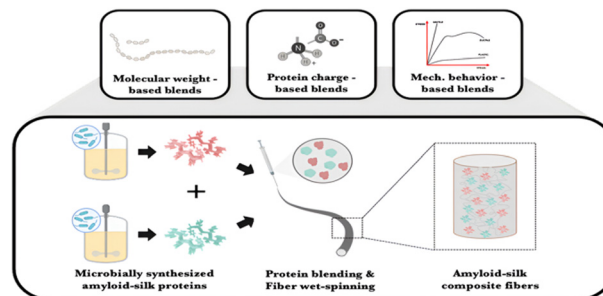 Molecular weight -
based blends
Protein charge -
based blends
Mech. behavior -
based blends
Microbially synthesized
amyloid-silk proteins
Protein blending &
Fiber wet-spinning
Amyloid-silk
composite fibers